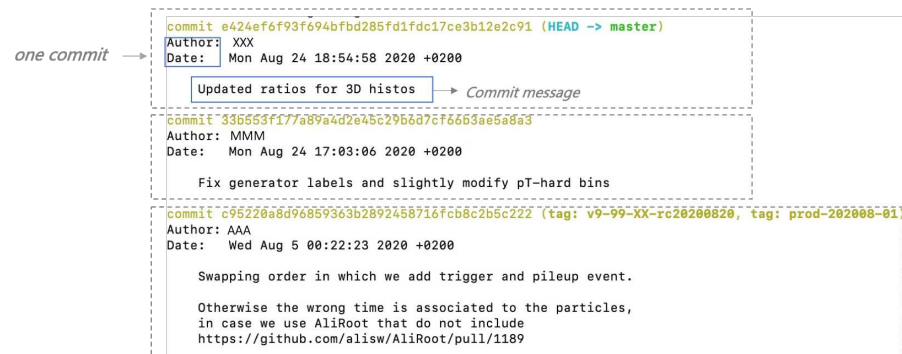 commit e424ef6f93f694bfbd285fd1fdc17ce3b12e2c91 (HEAD -> master)
Author: XXX
one commit
Date: Mon Aug 24 18:54:58 2020 +0200
Updated ratios for 3D histos
Commit message
commit 33b553f177a89a4d2e45c29b6d7cf66b3ae5a8a3
Author: MMM
Date: Mon Aug 24 17:03:06 2020 +0200
Fix generator labels and slightly modify pT-hard bins
commit c95220a8d96859363b2892458716fcb8c2b5c222 (tag: v9-99-XX-rc20200820, tag: prod-202008-01)
Author: AAA
Date: Wed Aug 5 00:22:23 2020 +0200
Swapping order in which we add trigger and pileup event.
Otherwise the wrong time is associated to the particles,
in case we use AliRoot that do not include
https://github.com/alisw/AliRoot/pull/1189